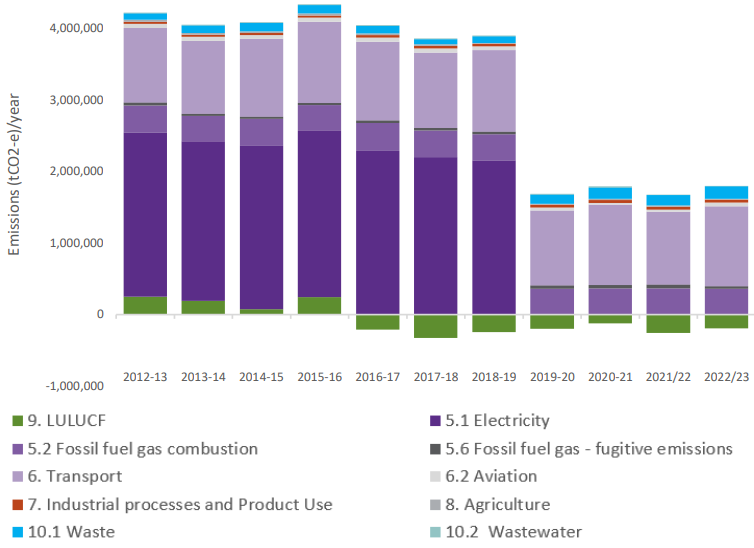 Emissions (tCO2-e)/year
4,000,000
3,000,000
2,000,000
1,000,000
0
-1,000,000
2012-13 2013-14 2014-15 2015-16 2016-17 2017-18 2018-19 2019-20 2020-21 2021/22 2022/23
9. LULUCF 5.1 Electricity
5.2 Fossil fuel gas combustion 5.6 Fossil fuel gas - fugitive emissions
6. Transport 6.2 Aviation
7. Industrial processes and Product Use 8. Agriculture
10.1 Waste 10.2 Wastewater